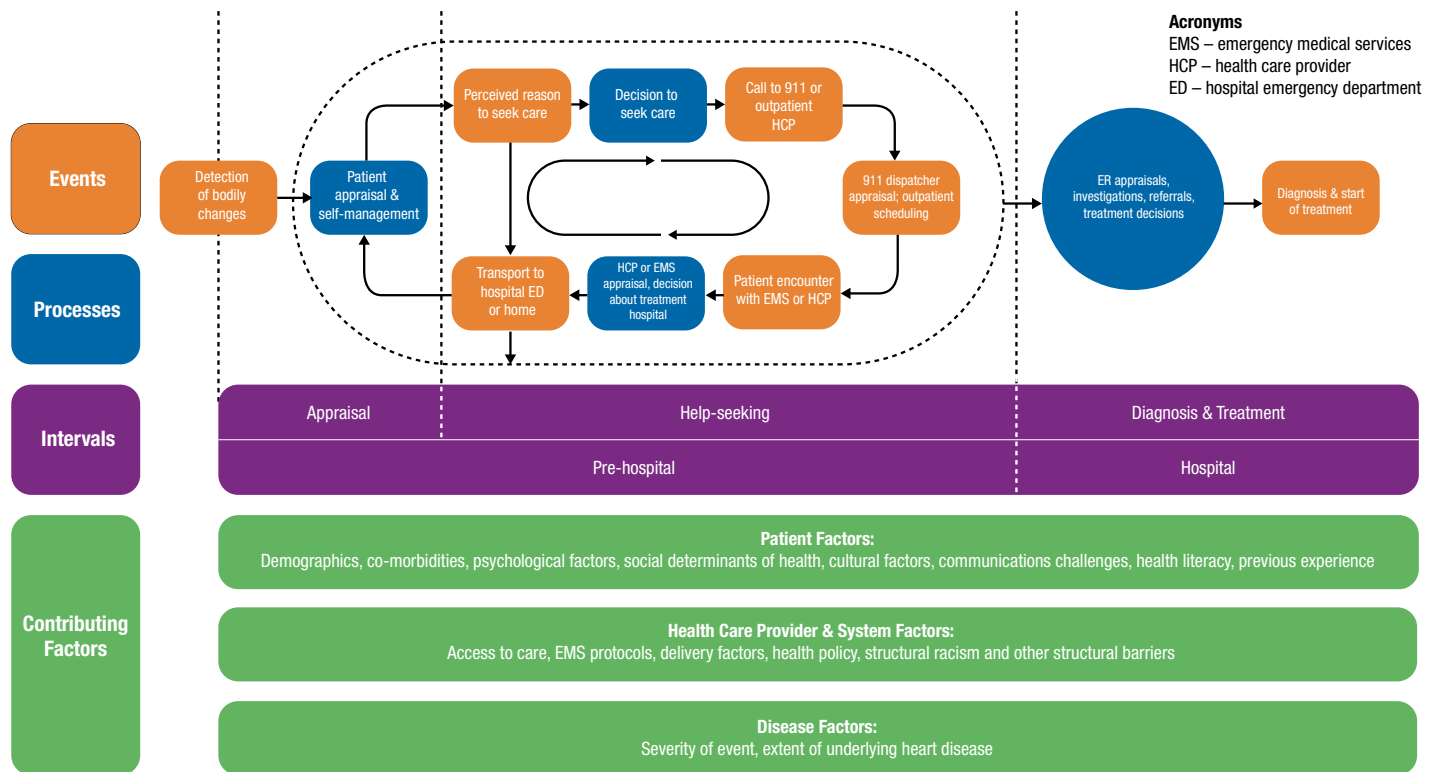 Acronyms
EMS – emergency medical services
HCP – health care provider
ED – hospital emergency department
Events
Detection
of bodily
changes
Patient
appraisal &
self-management
Perceived reason
to seek care
Decision to
seek care
Call to 911 or
outpatient
HCP
911 dispatcher
appraisal; outpatient
scheduling
Patient encounter
with EMS or HCP
HCP or EMS
appraisal, decision
about treatment
hospital
Transport to
hospital ED
or home
ER appraisals,
investigations, referrals,
treatment decisions
Diagnosis & start
of treatment
Processes
Intervals
Appraisal
Help-seeking
Diagnosis & Treatment
Pre-hospital
Hospital
Contributing
Factors
Patient Factors:
Demographics, co-morbidities, psychological factors, social determinants of health, cultural factors, communications challenges, health literacy, previous experience
Health Care Provider & System Factors:
Access to care, EMS protocols, delivery factors, health policy, structural racism and other structural barriers
Disease Factors:
Severity of event, extent of underlying heart disease